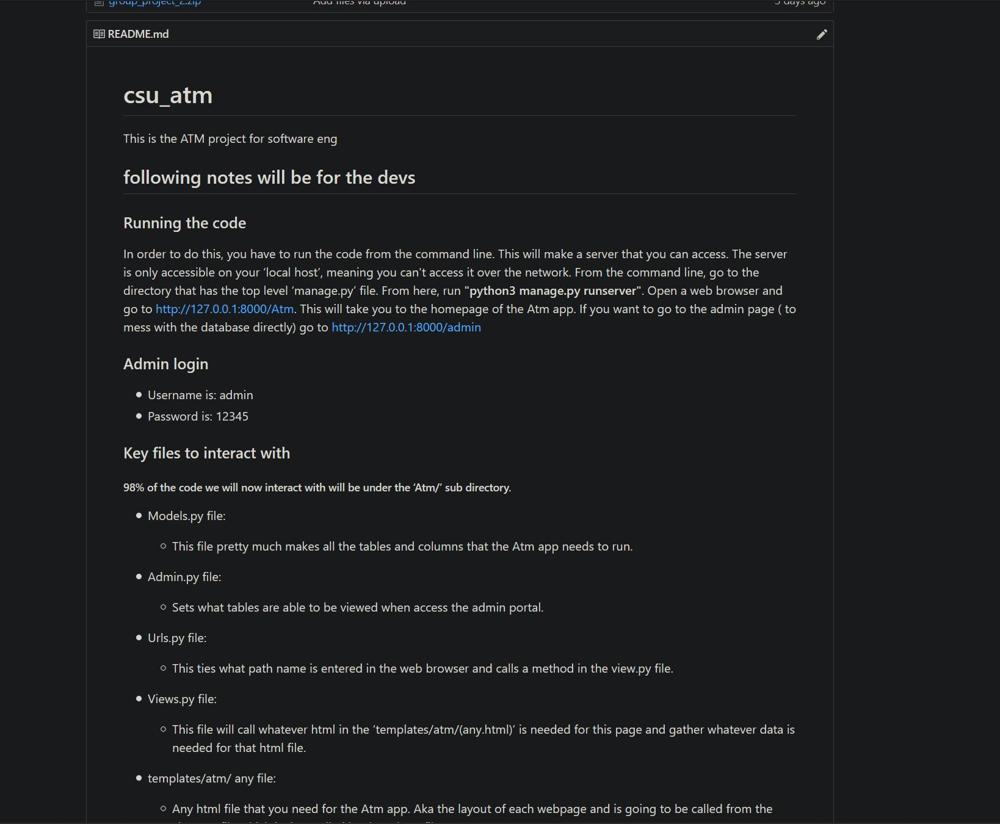 group_project_2.zip Add files via upload days ago
README.md
csu_atm
This is the ATM project for software eng
following notes will be for the devs
Running the code
In order to do this, you have to run the code from the command line. This will make a server that you can access. The server
is only accessible on your ‘local host’, meaning you can't access it over the network. From the command line, go to the
directory that has the top level ‘manage.py’ file. From here, run "python3 manage.py runserver". Open a web browser and
go to http://127.0.0.1:8000/Atm. This will take you to the homepage of the Atm app. If you want to go to the admin page ( to
mess with the database directly) go to http://127.0.0.1:8000/admin
Admin login
Username is: admin
Password is: 12345
Key files to interact with
98% of the code we will now interact with will be under the ‘Atm/’ sub directory.
Models.py file:
This file pretty much makes all the tables and columns that the Atm app needs to run.
Admin.py file:
Sets what tables are able to be viewed when access the admin portal.
Urls.py file:
This ties what path name is entered in the web browser and calls a method in the view.py file.
Views.py file:
This file will call whatever html in the ‘templates/atm/(any.html)’ is needed for this page and gather whatever data is
needed for that html file.
templates/atm/ any file:
Any html file that you need for the Atm app. Aka the layout of each webpage and is going to be called from the